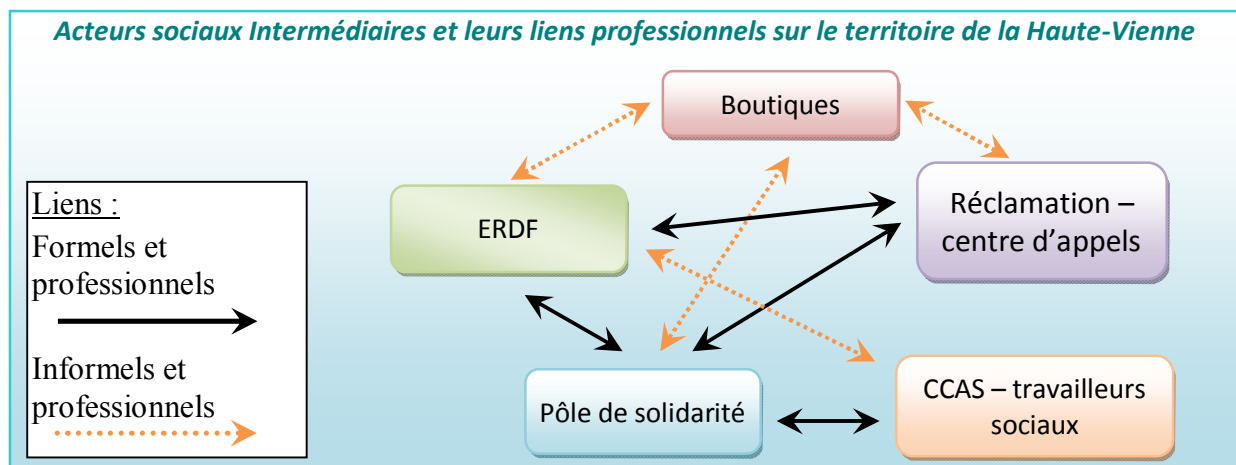 Acteurs sociaux Intermédiaires et leurs liens professionnels sur le territoire de la Haute-Vienne
Boutiques
Liens :
Formels et
professionnels
Informels et
professionnels
ERDF
Réclamation –
centre d’appels
Pôle de solidarité
CCAS – travailleurs
sociaux